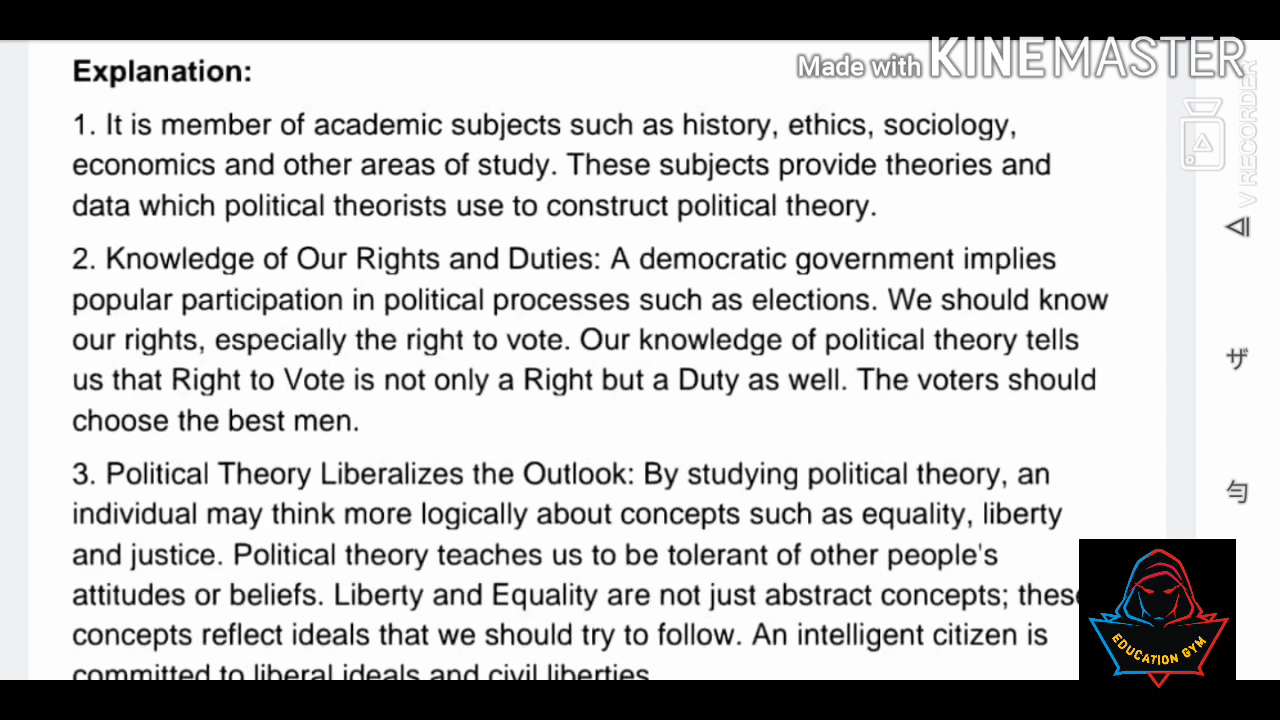 Made with KINEMASTER
Explanation:
1. It is member of academic subjects such as history, ethics, sociology,
economics and other areas of study. These subjects provide theories and
data which political theorists use to construct political theory.
2. Knowledge of Our Rights and Duties: A democratic government implies
popular participation in political processes such as elections. We should know
our rights, especially the right to vote. Our knowledge of political theory tells
us that Right to Vote is not only a Right but a Duty as well. The voters should
choose the best men.
3. Political Theory Liberalizes the Outlook: By studying political theory, an
individual may think more logically about concepts such as equality, liberty
and justice. Political theory teaches us to be tolerant of other people's
attitudes or beliefs. Liberty and Equality are not just abstract concepts; these
concepts reflect ideals that we should try to follow. An intelligent citizen is
committed to liberal ideals and civil liberties.
V RECORDER
ザ
EDUCATION GYM